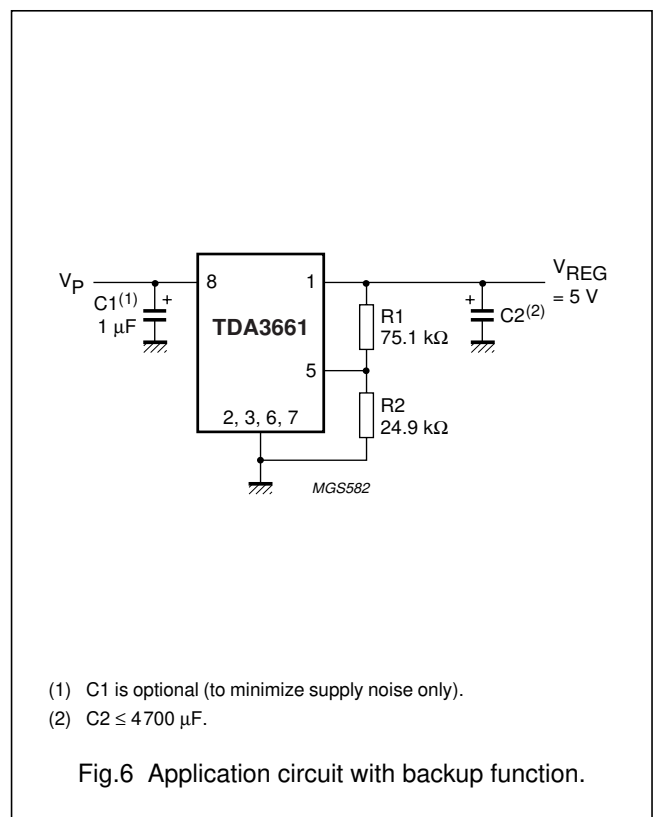 V_P
C1(1)
+
1 µF
8
1
TDA3661
5
2, 3, 6, 7
R1
75.1 kΩ
R2
24.9 kΩ
+
C2(2)
V_REG
= 5 V
MGS582
(1) C1 is optional (to minimize supply noise only).
(2) C2 ≤ 4700 µF.
Fig.6 Application circuit with backup function.